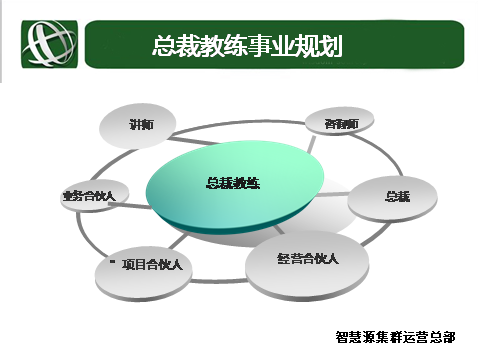 总裁教练事业规划
讲师
咨询师
总裁教练
业务合伙人
总裁
" 项目合伙人
经营合伙人
智慧源集群运营总部